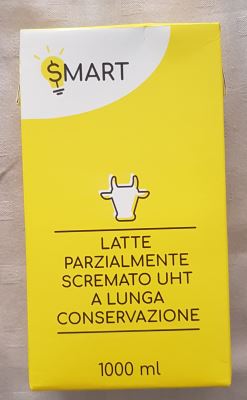 $MART
LATTE
PARZIALMENTE
SCREMATO UHT
A LUNGA
CONSERVAZIONE
1000 ml